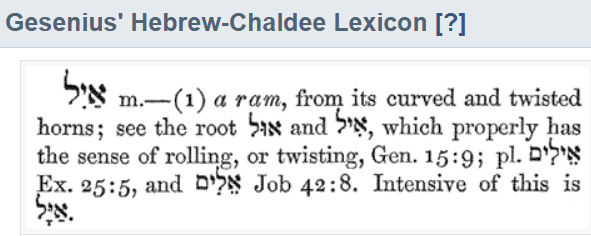 Gesenius' Hebrew-Chaldee Lexicon [?]
אַיִל m.—(1) a ram, from its curved and twisted
horns; see the root אוּל and אִיל, which properly has
the sense of rolling, or twisting, Gen. 15:9; pl. אֵילִים
Ex. 25:5, and אֵלִים Job 42:8. Intensive of this is
אַיָּל.